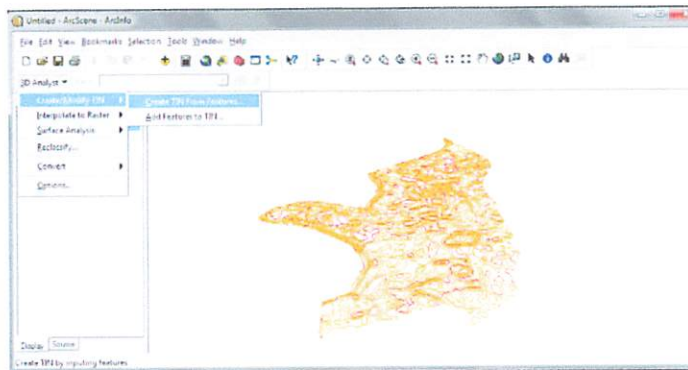 Untitled - ArcScene - ArcInfo
File Edit View Bookmarks Selection Tools Window Help
3D Analyst
Create/Modify TIN
Create TIN From Features...
Interpolate to Raster
Add Features to TIN...
Surface Analysis
Reclassify...
Convert
Options...
Display Source
Create TIN by inputing features